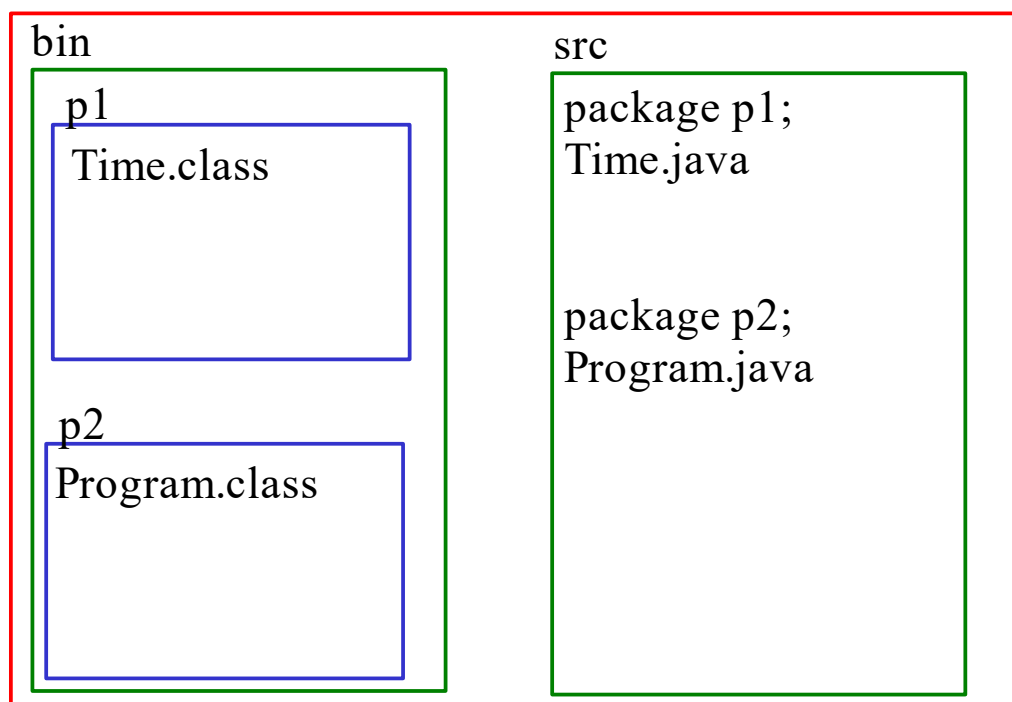 bin
p1
Time.class
p2
Program.class
src
package p1;
Time.java
package p2;
Program.java